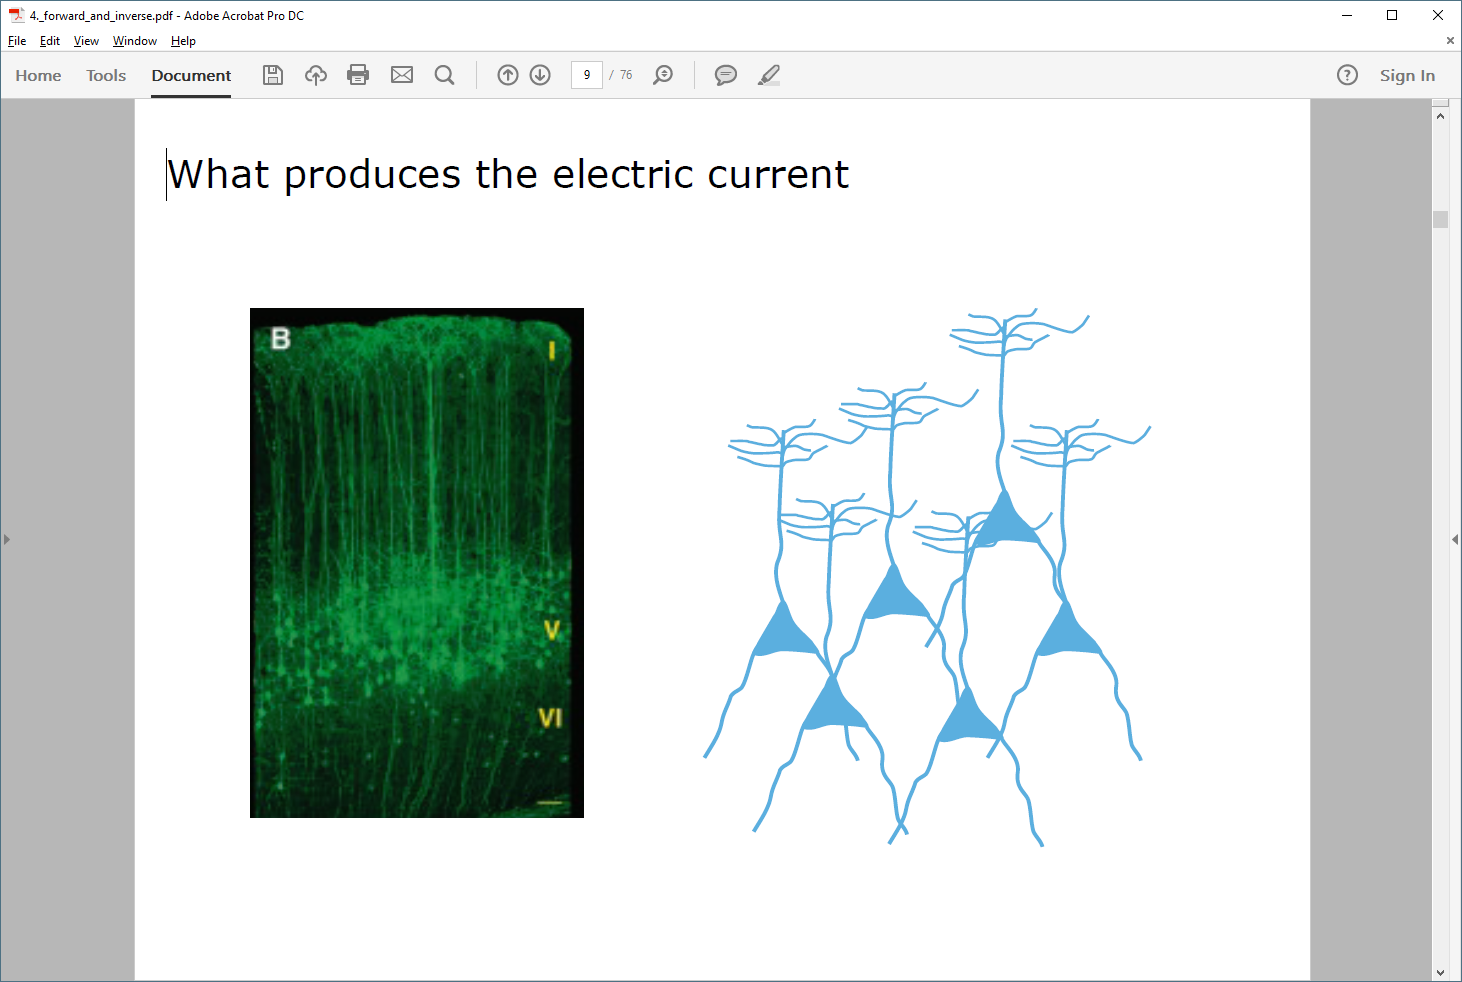 4._forward_and_inverse.pdf - Adobe Acrobat Pro DC
File Edit View Window Help
Home Tools Document 9 / 76 Sign In
What produces the electric current
B
I
V
VI